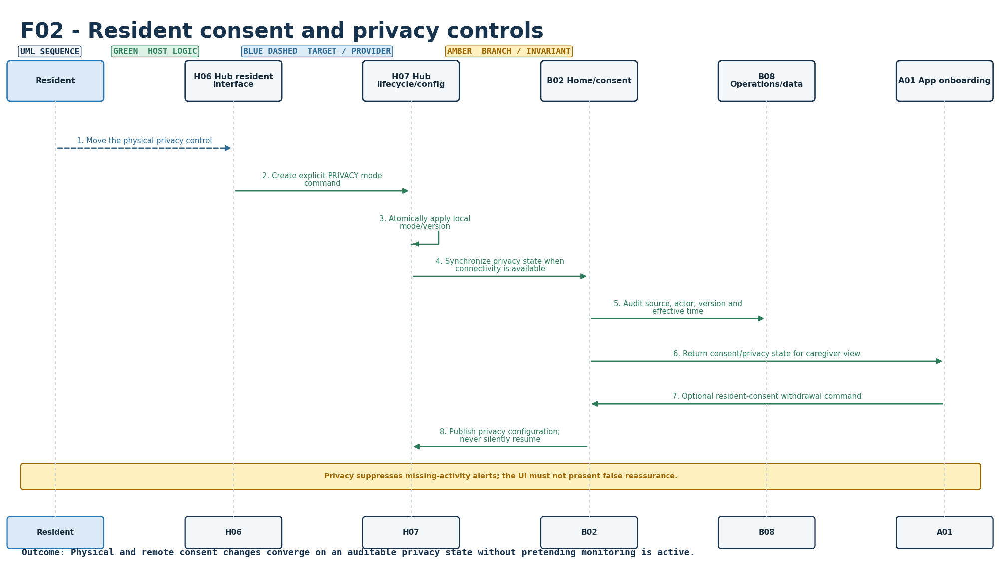 F02 - Resident consent and privacy controls
UML SEQUENCE
GREEN  HOST LOGIC
BLUE DASHED  TARGET / PROVIDER
AMBER  BRANCH / INVARIANT
Resident
H06 Hub resident
interface
H07 Hub
lifecycle/config
B02 Home/consent
B08
Operations/data
A01 App onboarding
1. Move the physical privacy control
2. Create explicit PRIVACY mode
command
3. Atomically apply local
mode/version
4. Synchronize privacy state when
connectivity is available
5. Audit source, actor, version and
effective time
6. Return consent/privacy state for caregiver view
7. Optional resident-consent withdrawal command
8. Publish privacy configuration;
never silently resume
Privacy suppresses missing-activity alerts; the UI must not present false reassurance.
Resident
H06
H07
B02
B08
A01
Outcome: Physical and remote consent changes converge on an auditable privacy state without pretending monitoring is active.